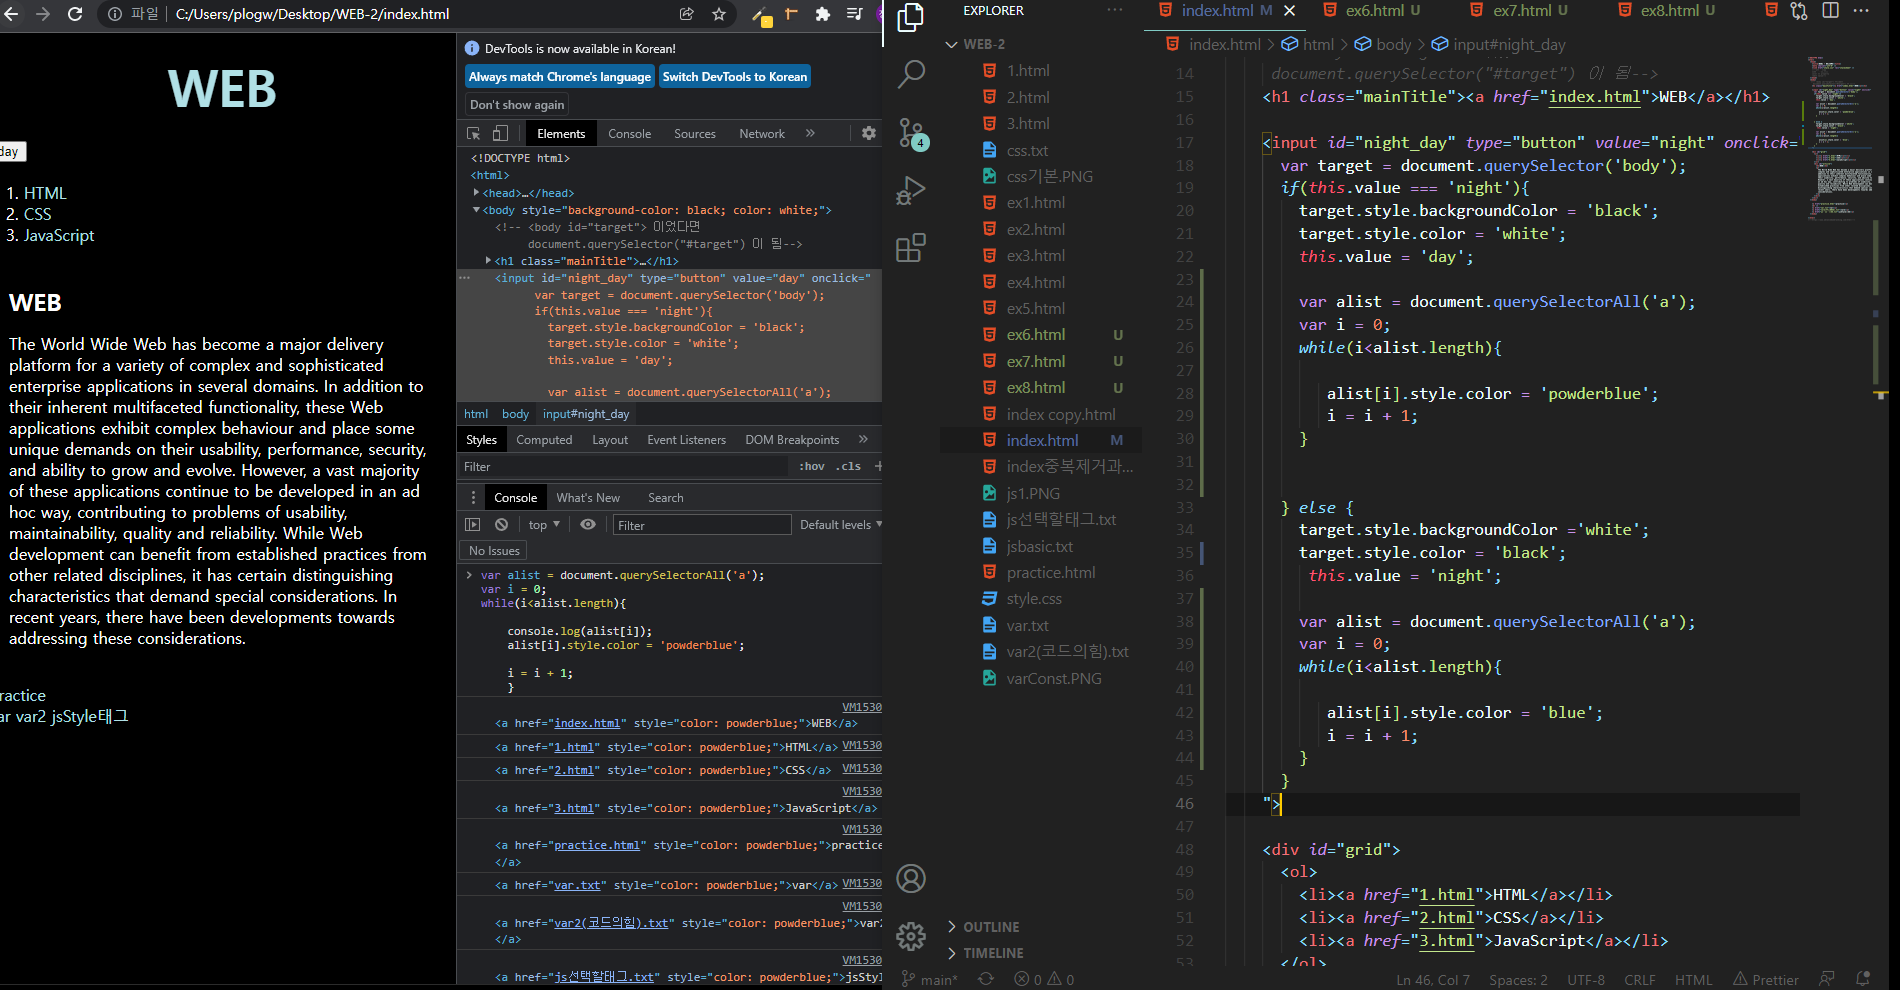 파일 C:/Users/plogw/Desktop/WEB-2/index.html
WEB
day
1. HTML
2. CSS
3. JavaScript
WEB
The World Wide Web has become a major delivery
platform for a variety of complex and sophisticated
enterprise applications in several domains. In addition to
their inherent multifaceted functionality, these Web
applications exhibit complex behaviour and place some
unique demands on their usability, performance, security,
and ability to grow and evolve. However, a vast majority
of these applications continue to be developed in an ad
hoc way, contributing to problems of usability,
maintainability, quality and reliability. While Web
development can benefit from established practices from
other related disciplines, it has certain distinguishing
characteristics that demand special considerations. In
recent years, there have been developments towards
addressing these considerations.
ractice
ar var2 jsStyle태그
DevTools is now available in Korean!
Always match Chrome's language Switch DevTools to Korean
Don't show again
Elements Console Sources Network »
<!DOCTYPE html>
<html>
<head>…</head>
<body style="background-color: black; color: white;">
<!-- <body id="target"> 이었다면
document.querySelector("#target") 이 됨-->
<h1 class="mainTitle">…</h1>
<input id="night_day" type="button" value="day" onclick="
var target = document.querySelector('body');
if(this.value === 'night'){
target.style.backgroundColor = 'black';
target.style.color = 'white';
this.value = 'day';
var alist = document.querySelectorAll('a');
html body input#night_day
Styles Computed Layout Event Listeners DOM Breakpoints »
Filter :hov .cls +
Console What's New Search
top ▼ Filter Default levels ▼
No Issues
> var alist = document.querySelectorAll('a');
var i = 0;
while(i<alist.length){
console.log(alist[i]);
alist[i].style.color = 'powderblue';
i = i + 1;
}
VM1530
<a href="index.html" style="color: powderblue;">WEB</a>
<a href="1.html" style="color: powderblue;">HTML</a> VM1530
<a href="2.html" style="color: powderblue;">CSS</a> VM1530
VM1530
<a href="3.html" style="color: powderblue;">JavaScript</a>
VM1530
<a href="practice.html" style="color: powderblue;">practice
</a>
<a href="var.txt" style="color: powderblue;">var</a> VM1530
VM1530
<a href="var2(코드의힘).txt" style="color: powderblue;">var2
</a>
VM1530
<a href="js선택할태그.txt" style="color: powderblue;">jsStyl
EXPLORER ···
WEB-2
1.html
2.html
3.html
css.txt
css기본.PNG
ex1.html
ex2.html
ex3.html
ex4.html
ex5.html
ex6.html U
ex7.html U
ex8.html U
index copy.html
index.html M
index중복제거과...
js1.PNG
js선택할태그.txt
jsbasic.txt
practice.html
style.css
var.txt
var2(코드의힘).txt
varConst.PNG
OUTLINE
TIMELINE
4
index.html M × ex6.html U ex7.html U ex8.html U ···
index.html > html > body > input#night_day
14 document.querySelector("#target") 이 됨-->
15 <h1 class="mainTitle"><a href="index.html">WEB</a></h1>
16
17 <input id="night_day" type="button" value="night" onclick=
18 var target = document.querySelector('body');
19 if(this.value === 'night'){
20 target.style.backgroundColor = 'black';
21 target.style.color = 'white';
22 this.value = 'day';
23
24 var alist = document.querySelectorAll('a');
25 var i = 0;
26 while(i<alist.length){
27
28 alist[i].style.color = 'powderblue';
29 i = i + 1;
30 }
31
32
33 } else {
34 target.style.backgroundColor ='white';
35 target.style.color = 'black';
36 this.value = 'night';
37
38 var alist = document.querySelectorAll('a');
39 var i = 0;
40 while(i<alist.length){
41
42 alist[i].style.color = 'blue';
43 i = i + 1;
44 }
45 }
46 ">
47
48 <div id="grid">
49 <ol>
50 <li><a href="1.html">HTML</a></li>
51 <li><a href="2.html">CSS</a></li>
52 <li><a href="3.html">JavaScript</a></li>
53 </ol>
main* 0 0 Ln 46, Col 7 Spaces: 2 UTF-8 CRLF HTML Prettier